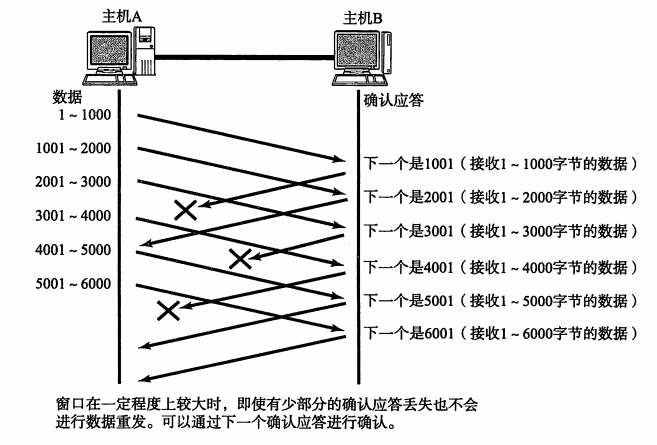 主机A
主机B
数据
确认应答
1～1000
1001～2000
2001～3000
3001～4000
4001～5000
5001～6000
下一个是1001（接收1～1000字节的数据）
下一个是2001（接收1～2000字节的数据）
下一个是3001（接收1～3000字节的数据）
下一个是4001（接收1～4000字节的数据）
下一个是5001（接收1～5000字节的数据）
下一个是6001（接收1～6000字节的数据）
窗口在一定程度上较大时，即使有少部分的确认应答丢失也不会
进行数据重发。可以通过下一个确认应答进行确认。